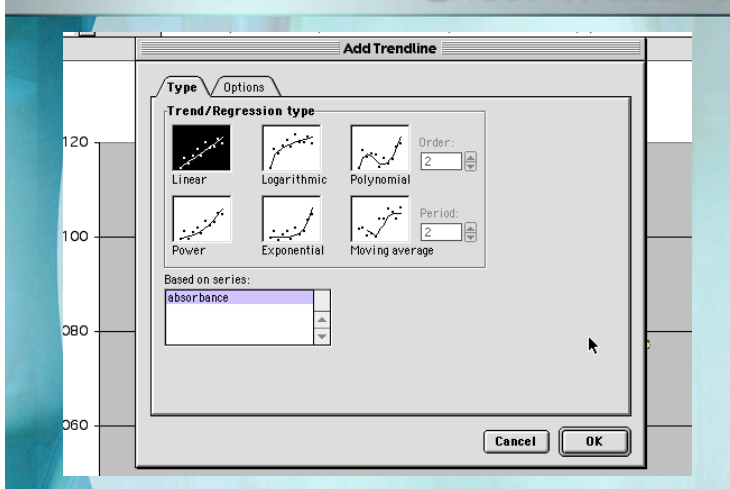 Add Trendline
Type Options
Trend/Regression type
Linear Logarithmic Polynomial
Order:
2
Power Exponential Moving average
Period:
2
Based on series:
absorbance
Cancel OK
120
100
080
060